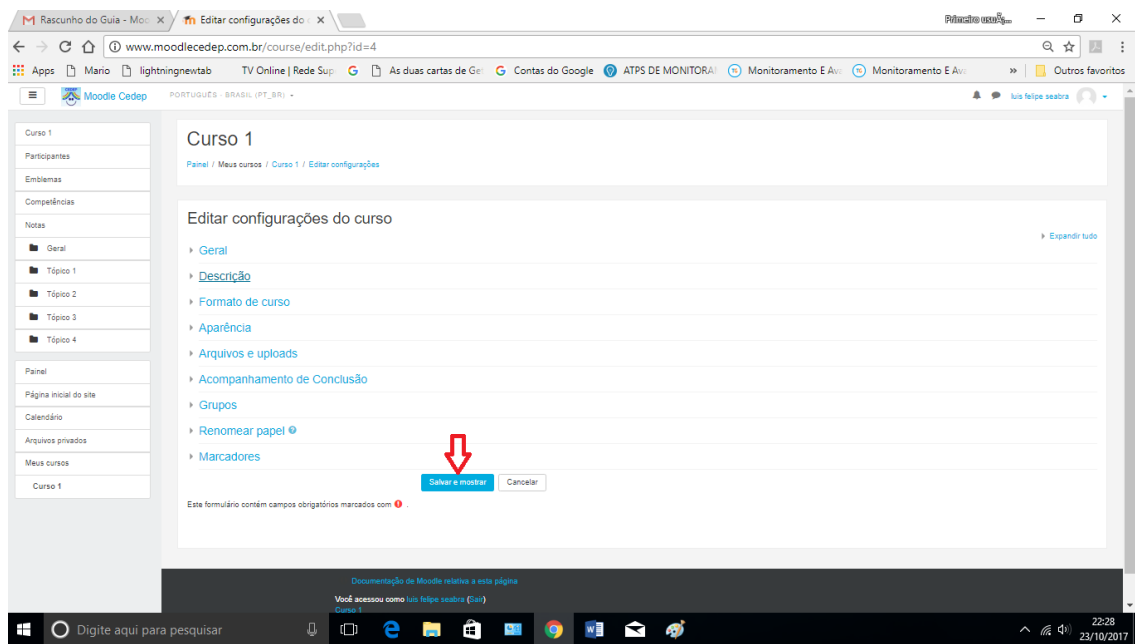 Rascunho do Guia - Moc
Editar configurações do
Primeiro usuÃ¡...
www.moodlecedep.com.br/course/edit.php?id=4
Apps Mario lightningnewtab TV Online | Rede Sup As duas cartas de Ge Contas do Google ATPS DE MONITORA Monitoramento E Ava Monitoramento E Ava » Outros favoritos
Moodle Cedep PORTUGUÊS - BRASIL (PT_BR) luis felipe seabra
Curso 1
Participantes
Emblemas
Competências
Notas
Geral
Tópico 1
Tópico 2
Tópico 3
Tópico 4
Painel
Página inicial do site
Calendário
Arquivos privados
Meus cursos
Curso 1
Curso 1
Painel / Meus cursos / Curso 1 / Editar configurações
Editar configurações do curso
Expandir tudo
Geral
Descrição
Formato de curso
Aparência
Arquivos e uploads
Acompanhamento de Conclusão
Grupos
Renomear papel
Marcadores
Salvar e mostrar Cancelar
Este formulário contém campos obrigatórios marcados com .
Documentação de Moodle relativa a esta página
Você acessou como luis felipe seabra (Sair)
Curso 1
Digite aqui para pesquisar
22:28
23/10/2017